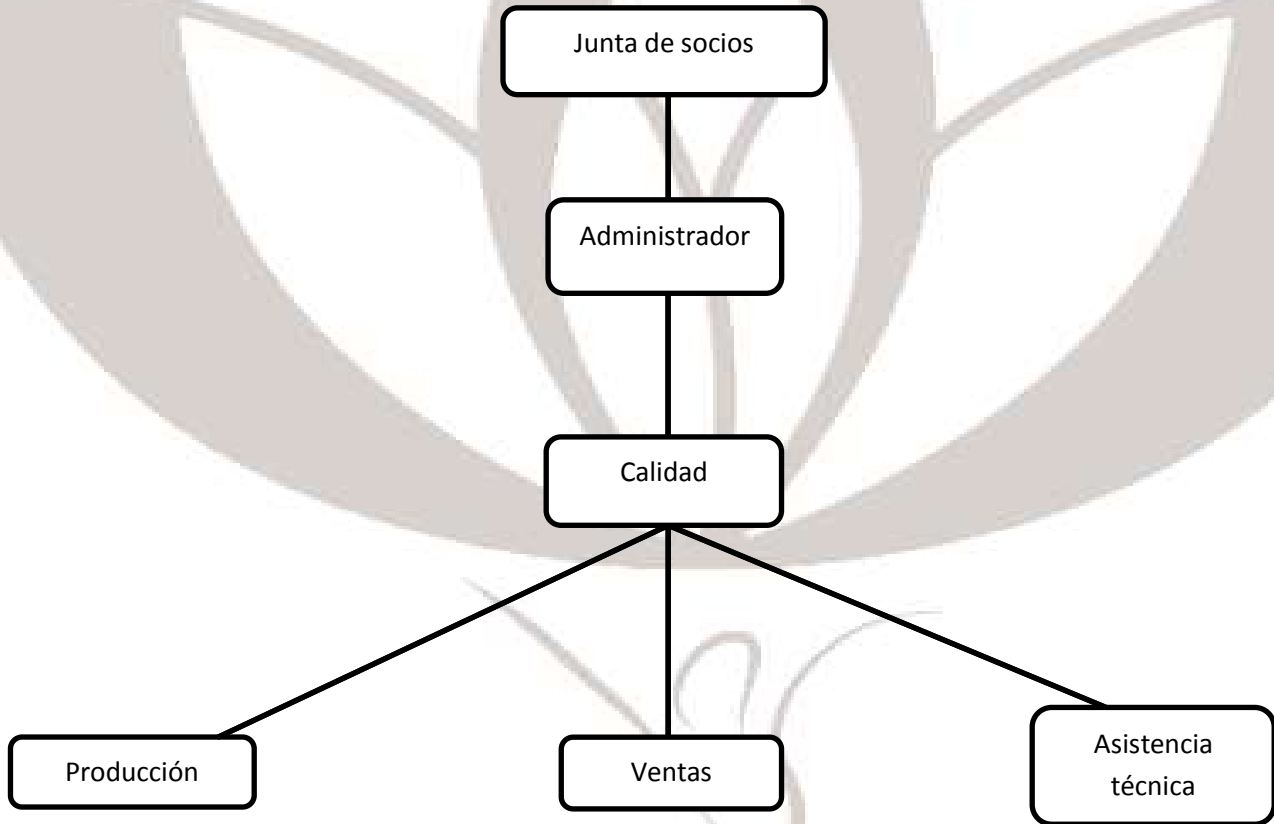 Junta de socios
Administrador
Calidad
Producción
Ventas
Asistencia
técnica